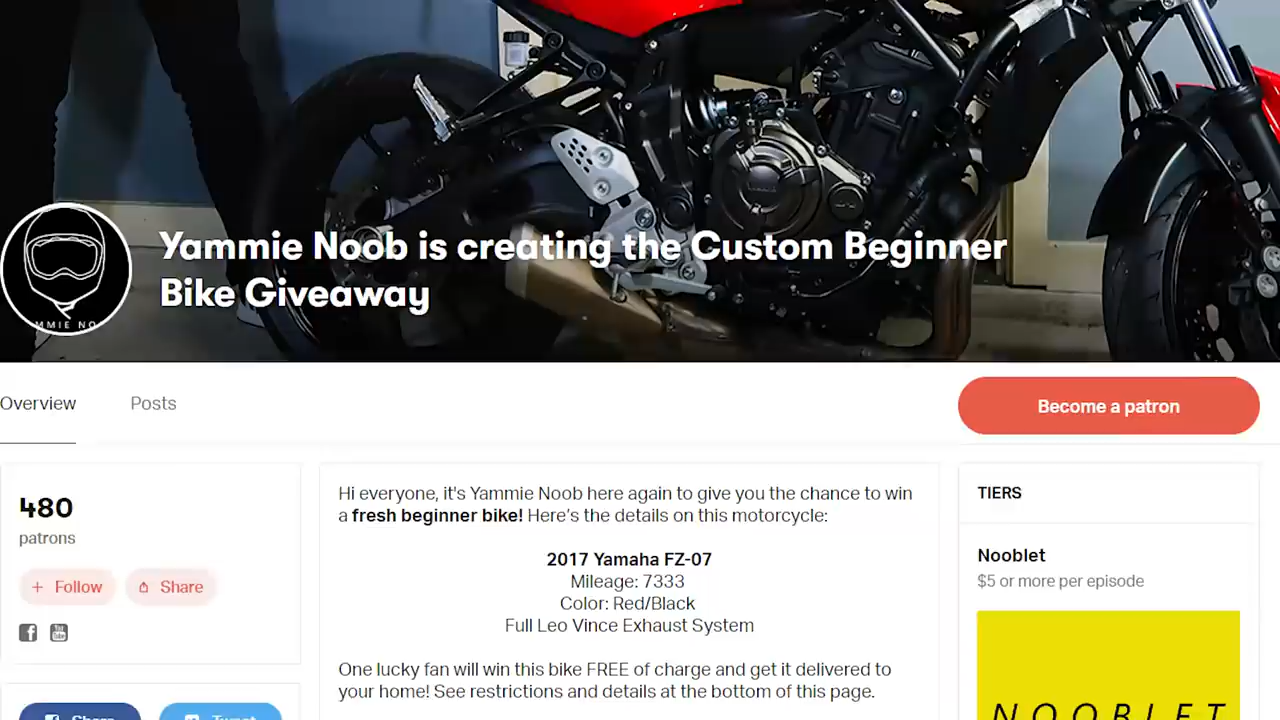 Yammie Noob is creating the Custom Beginner
Bike Giveaway
MMIE NO
Overview
Posts
Become a patron
480
patrons
+ Follow
Share
Hi everyone, it's Yammie Noob here again to give you the chance to win
a fresh beginner bike! Here's the details on this motorcycle:
2017 Yamaha FZ-07
Mileage: 7333
Color: Red/Black
Full Leo Vince Exhaust System
One lucky fan will win this bike FREE of charge and get it delivered to
your home! See restrictions and details at the bottom of this page.
TIERS
Nooblet
$5 or more per episode
NOOBLET
Share
Tweet